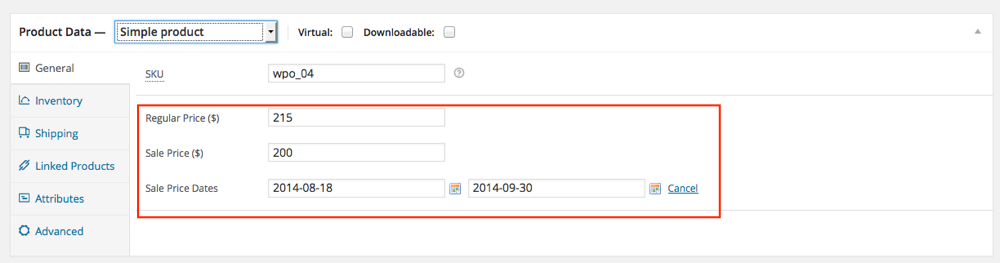 Product Data — Simple product Virtual: Downloadable:
General
SKU wpo_04
Inventory
Regular Price ($) 215
Shipping
Sale Price ($) 200
Linked Products
Sale Price Dates 2014-08-18 2014-09-30 Cancel
Attributes
Advanced